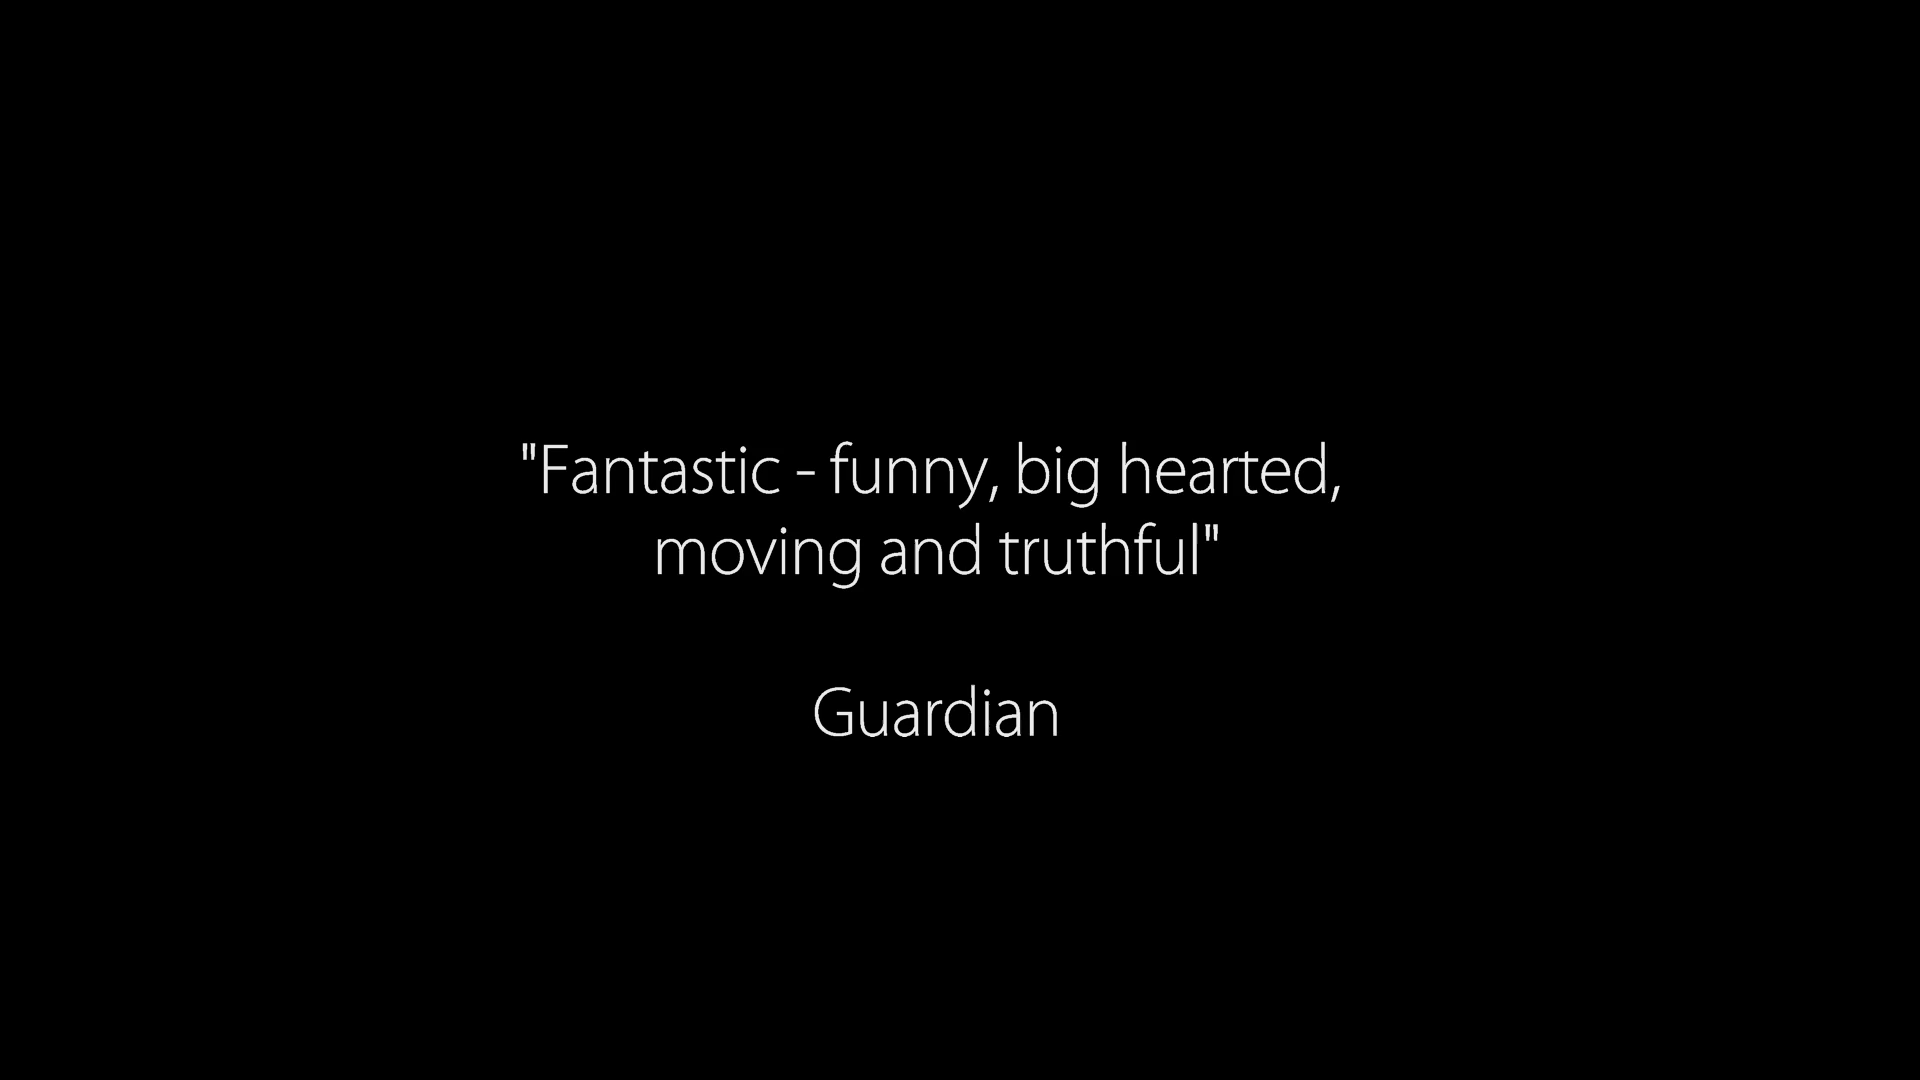 "Fantastic - funny, big hearted,
moving and truthful"
Guardian